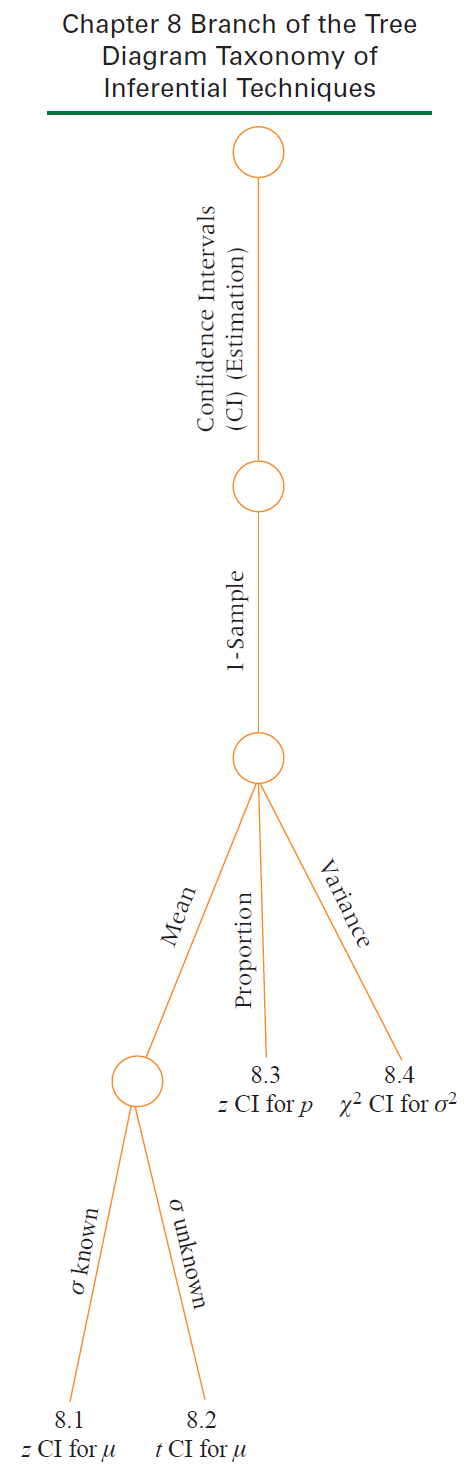 Chapter 8 Branch of the Tree
Diagram Taxonomy of
Inferential Techniques
Confidence Intervals
(CI) (Estimation)
1-Sample
Mean
Proportion
Variance
8.3
z CI for p
8.4
χ² CI for σ²
σ known
σ unknown
8.1
z CI for μ
8.2
t CI for μ